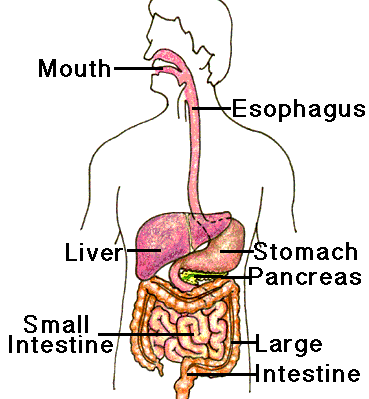 Mouth
Esophagus
Liver
Stomach
Pancreas
Small
Intestine
Large
Intestine